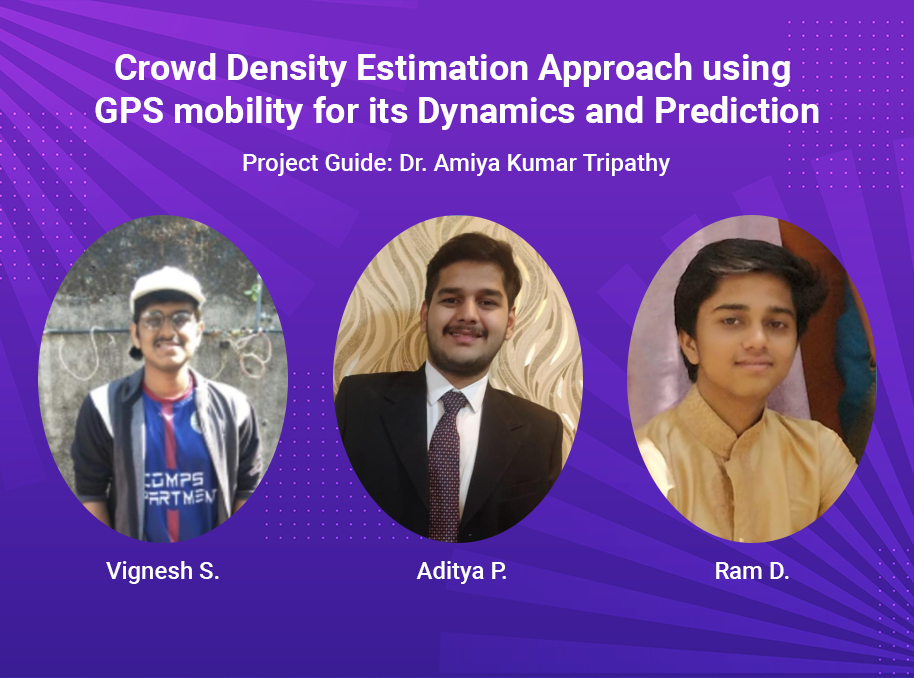 Crowd Density Estimation Approach using
GPS mobility for its Dynamics and Prediction
Project Guide: Dr. Amiya Kumar Tripathy
COMPS
PARTMENT
Vignesh S.
Aditya P.
Ram D.